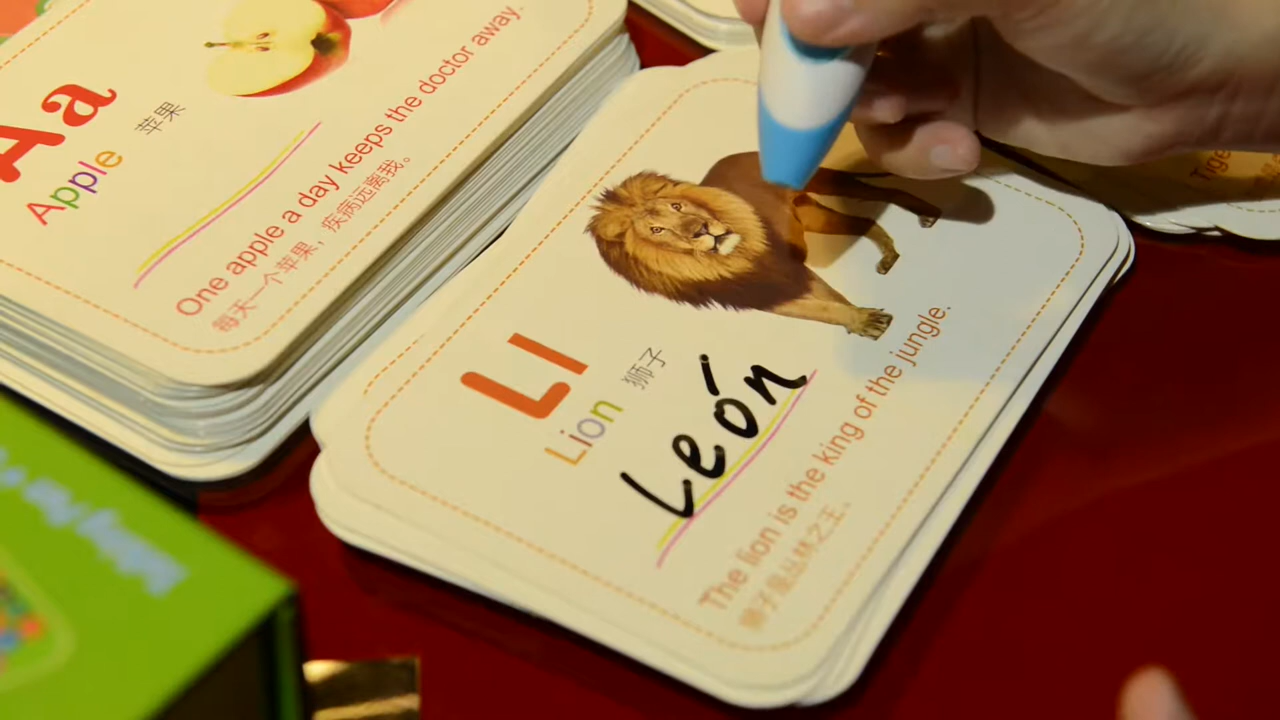 Aa
苹果
Apple
One apple a day keeps the doctor away.
每天一个苹果，疾病远离我。
Ll
狮子
Lion
León
The lion is the king of the jungle.
狮子是丛林之王。
Tige